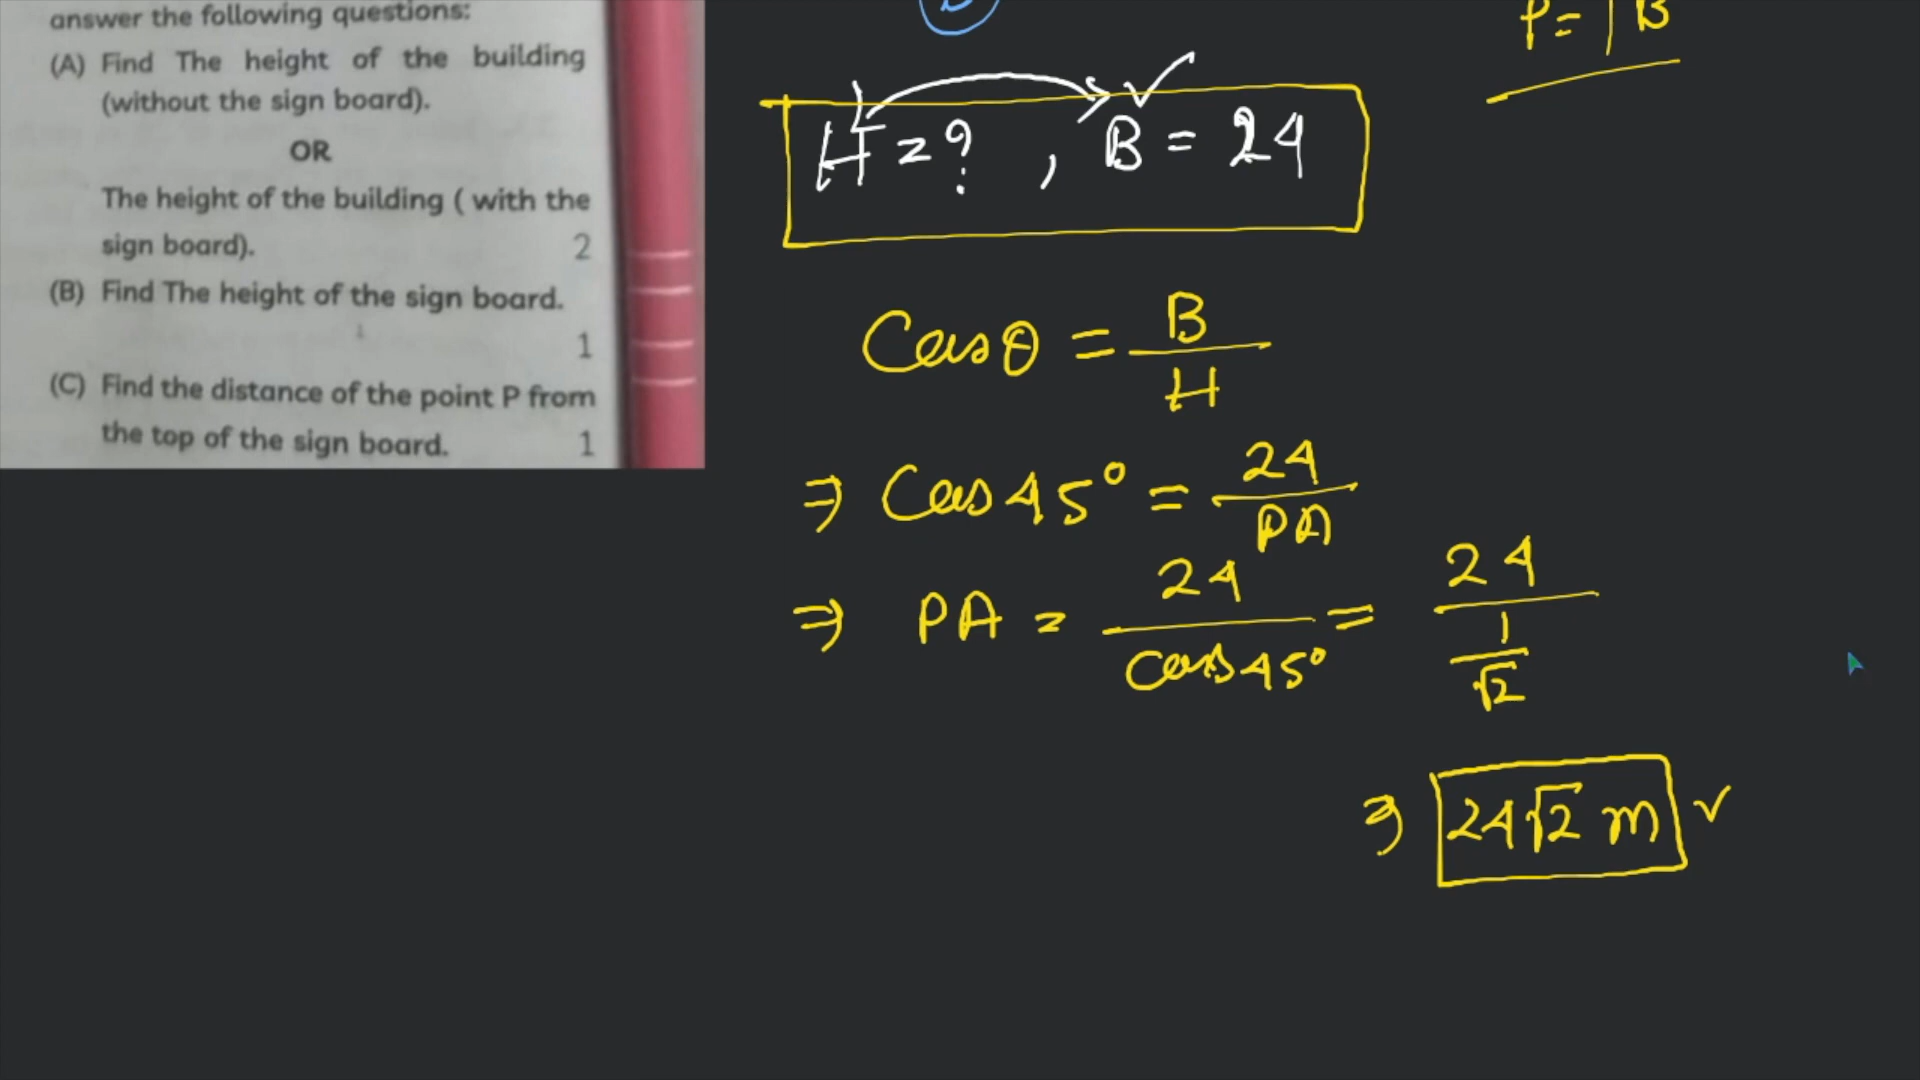 answer the following questions:
(A) Find The height of the building
(without the sign board).
OR
The height of the building ( with the
sign board). 2
(B) Find The height of the sign board.
1
(C) Find the distance of the point P from
the top of the sign board. 1
B
H = ? , B = 24
Cos θ = B/H
⇒ Cos 45° = 24/PA
⇒ PA = 24/Cos 45° = 24/(1/√2)
⇒ 24√2 m ✓